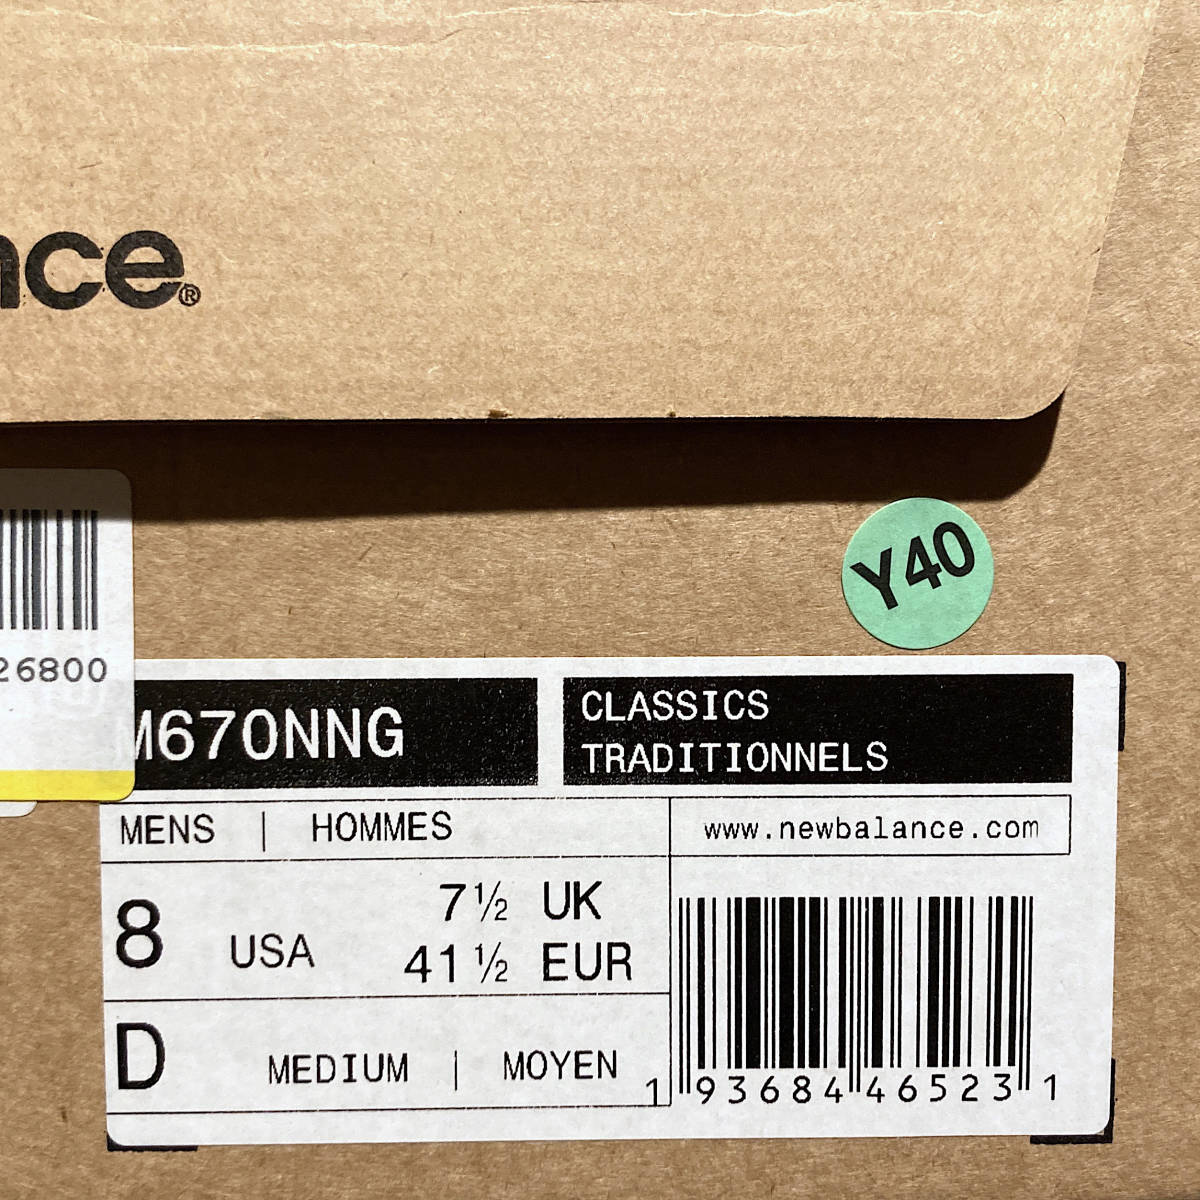 nce®
Y40
26800
M670NNG
CLASSICS
TRADITIONNELS
MENS | HOMMES
www.newbalance.com
8 USA
7½ UK
41½ EUR
D MEDIUM | MOYEN
1 93684 46523 1